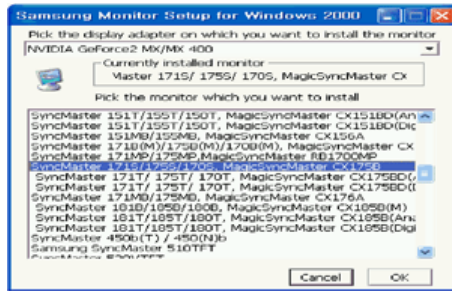 Samsung Monitor Setup for Windows 2000
Pick the display adapter on which you want to install the monitor
NVIDIA GeForce2 MX/MX 400
Currently installed monitor
Master 171S/ 175S/ 170S, MagicSyncMaster CX
Pick the monitor which you want to install
SyncMaster 151T/155T/150T, MagicSyncMaster CX151BD(An
SyncMaster 151T/155T/150T, MagicSyncMaster CX151BD(Dig
SyncMaster 151MB/155MB, MagicSyncMaster CX156A
SyncMaster 171B(M)/175B(M)/170B(M), MagicSyncMaster CX
SyncMaster 171MP/175MP,MagicSyncMaster RB1700MP
SyncMaster 171S/175S/170S, MagicSyncMaster CX175B
SyncMaster 171T/ 175T/ 170T, MagicSyncMaster CX175BD(A
SyncMaster 171T/ 175T/ 170T, MagicSyncMaster CX175BD(D
SyncMaster 171MB/175MB, MagicSyncMaster CX176A
SyncMaster 181B/185B/180B, MagicSyncMaster CX185B(M)
SyncMaster 181T/185T/180T, MagicSyncMaster CX185B(Ana
SyncMaster 181T/185T/180T, MagicSyncMaster CX185B(Digi
SyncMaster 450b(T) / 450(N)b
Samsung SyncMaster 510TFT
SyncMaster 520V/TFT
Cancel
OK